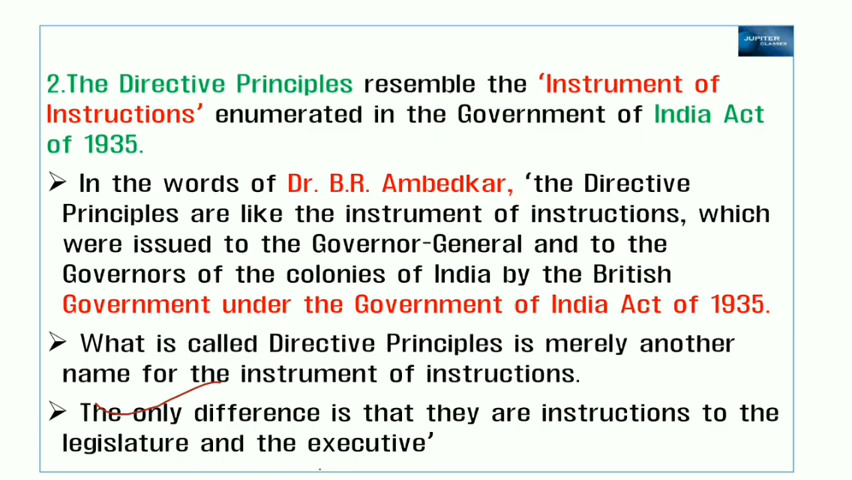 JUPITER
CLASSES
2.The Directive Principles resemble the ‘Instrument of
Instructions’ enumerated in the Government of India Act
of 1935.
➢ In the words of Dr. B.R. Ambedkar, ‘the Directive
Principles are like the instrument of instructions, which
were issued to the Governor-General and to the
Governors of the colonies of India by the British
Government under the Government of India Act of 1935.
➢ What is called Directive Principles is merely another
name for the instrument of instructions.
➢ The only difference is that they are instructions to the
legislature and the executive’